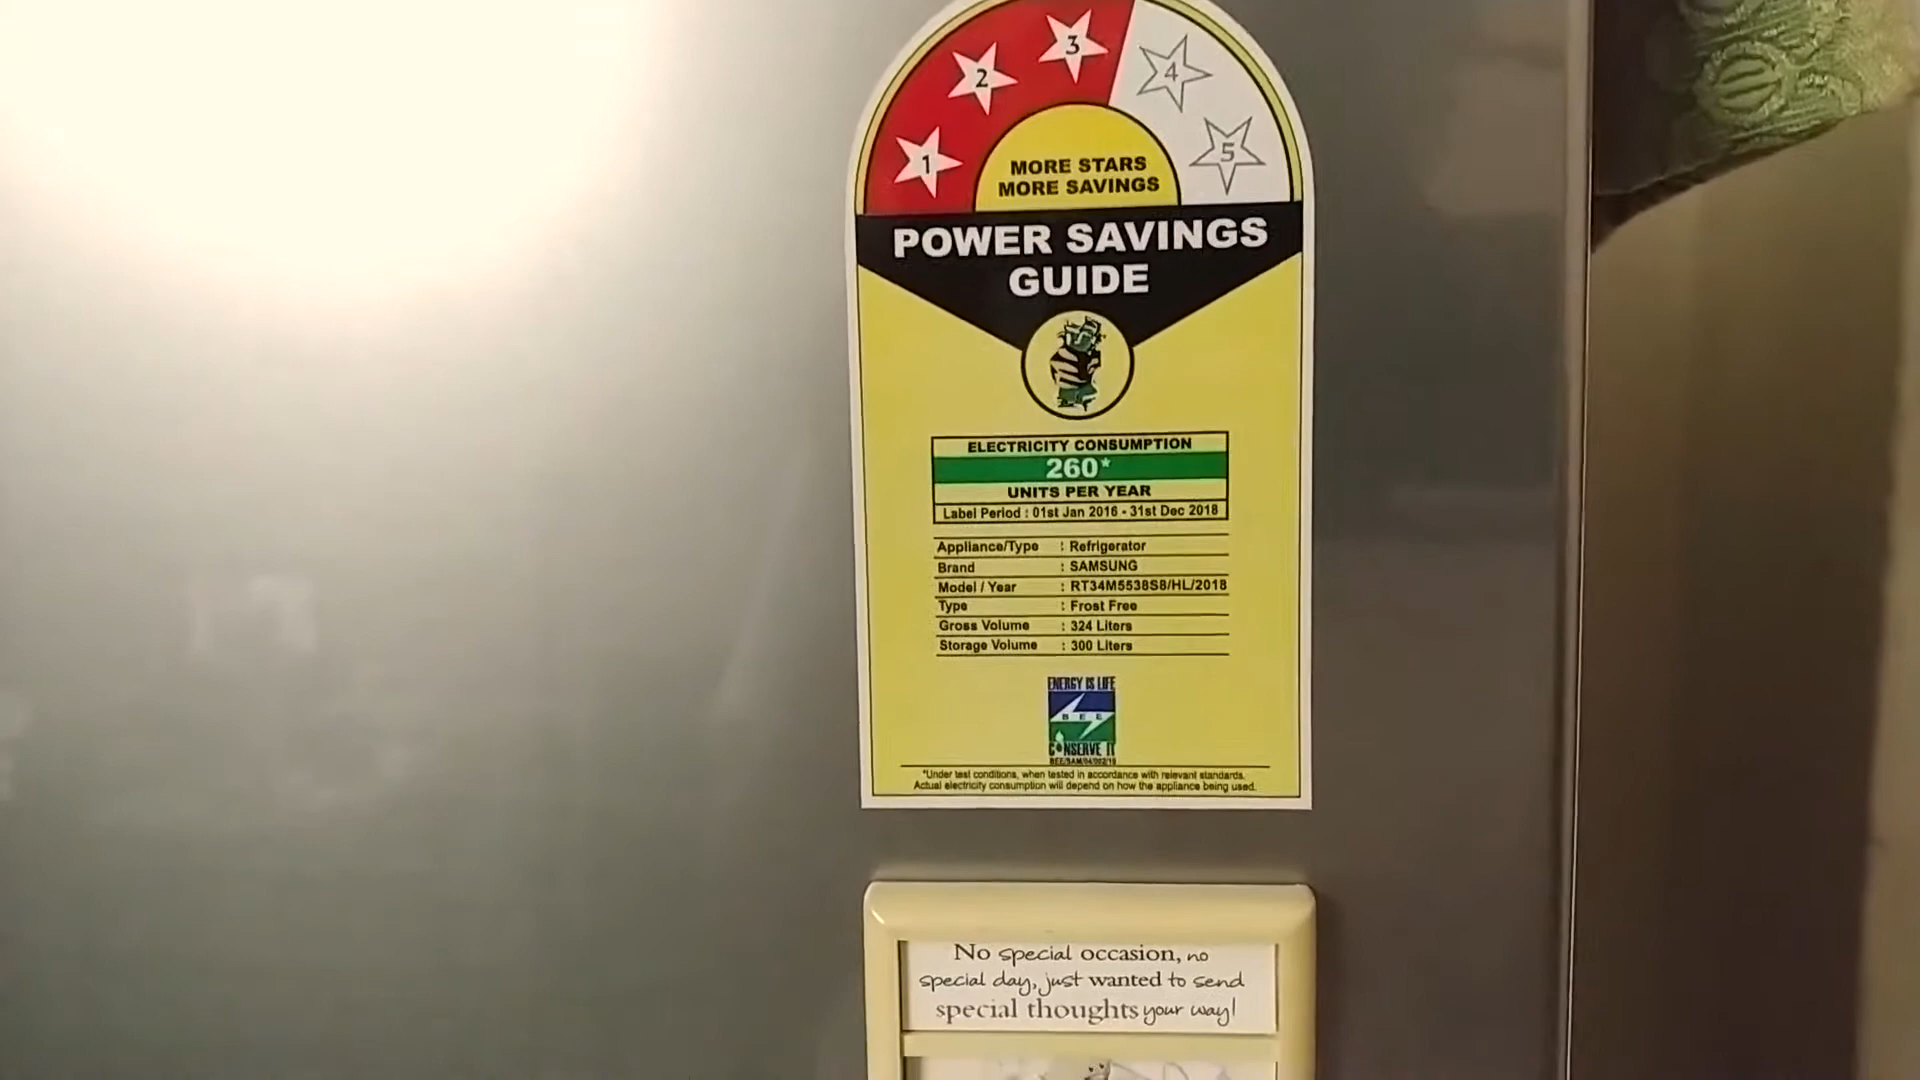 1 2 3 4 5
MORE STARS
MORE SAVINGS
POWER SAVINGS
GUIDE
ELECTRICITY CONSUMPTION
260*
UNITS PER YEAR
Label Period : 01st Jan 2016 - 31st Dec 2018
Appliance/Type : Refrigerator
Brand : SAMSUNG
Model / Year : RT34M5538S8/HL/2018
Type : Frost Free
Gross Volume : 324 Liters
Storage Volume : 300 Liters
ENERGY IS LIFE
BEE
CONSERVE IT
*Under test conditions, when tested in accordance with relevant standards.
Actual electricity consumption will depend on how the appliance being used.
No special occasion, no
special day, just wanted to send
special thoughts your way!